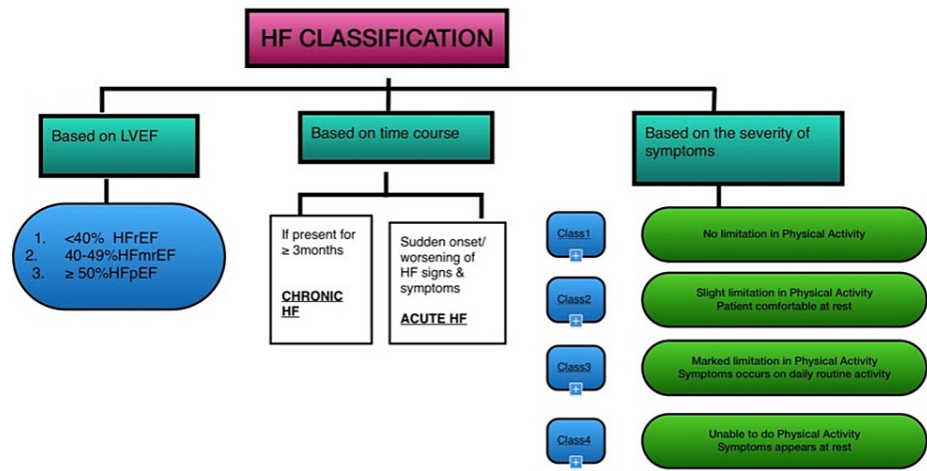 HF CLASSIFICATION
Based on LVEF
1. <40% HFrEF
2. 40-49%HFmrEF
3. ≥ 50%HFpEF
Based on time course
If present for
≥ 3months
CHRONIC
HF
Sudden onset/
worsening of
HF signs &
symptoms
ACUTE HF
Based on the severity of
symptoms
Class1
No limitation in Physical Activity
Class2
Slight limitation in Physical Activity
Patient comfortable at rest
Class3
Marked limitation in Physical Activity
Symptoms occurs on daily routine activity
Class4
Unable to do Physical Activity
Symptoms appears at rest